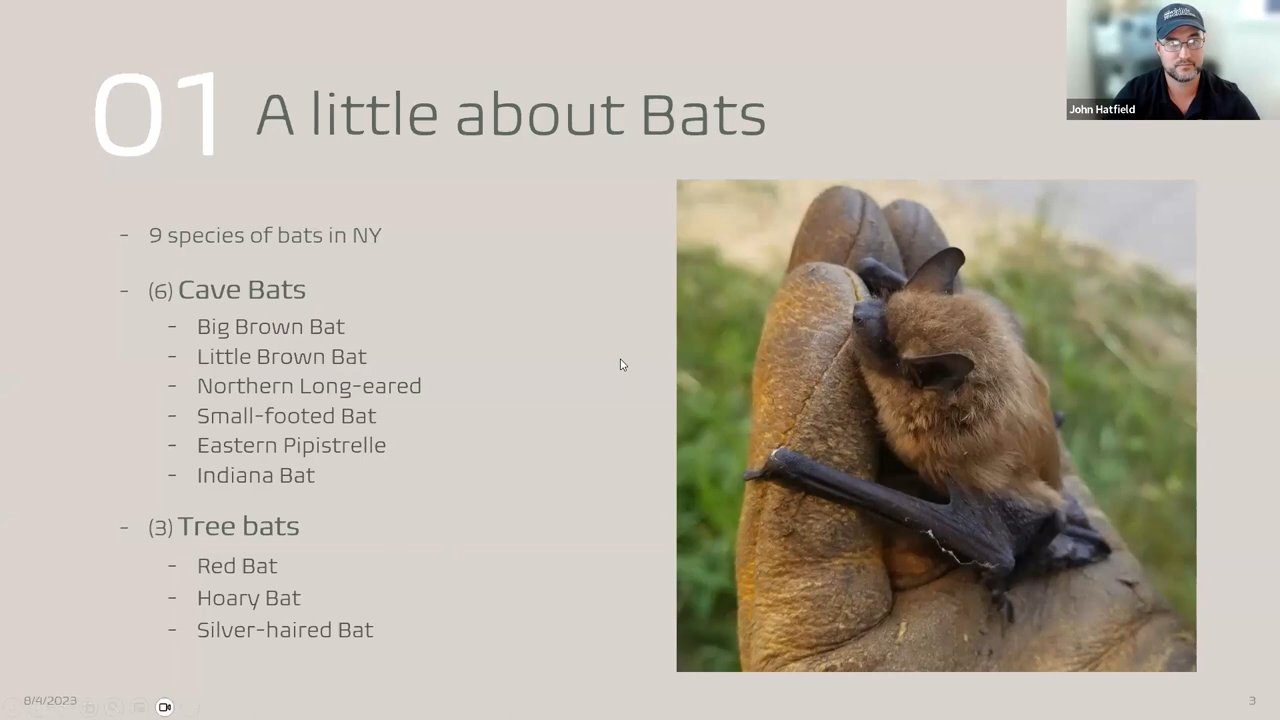 01 A little about Bats
John Hatfield
- 9 species of bats in NY
- (6) Cave Bats
- Big Brown Bat
- Little Brown Bat
- Northern Long-eared
- Small-footed Bat
- Eastern Pipistrelle
- Indiana Bat
- (3) Tree bats
- Red Bat
- Hoary Bat
- Silver-haired Bat
8/4/2023
3